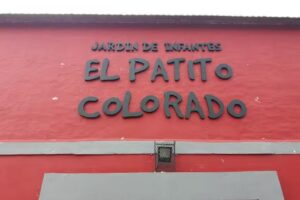 JARDIN DE INFANTES
EL PATITO
COLORADO